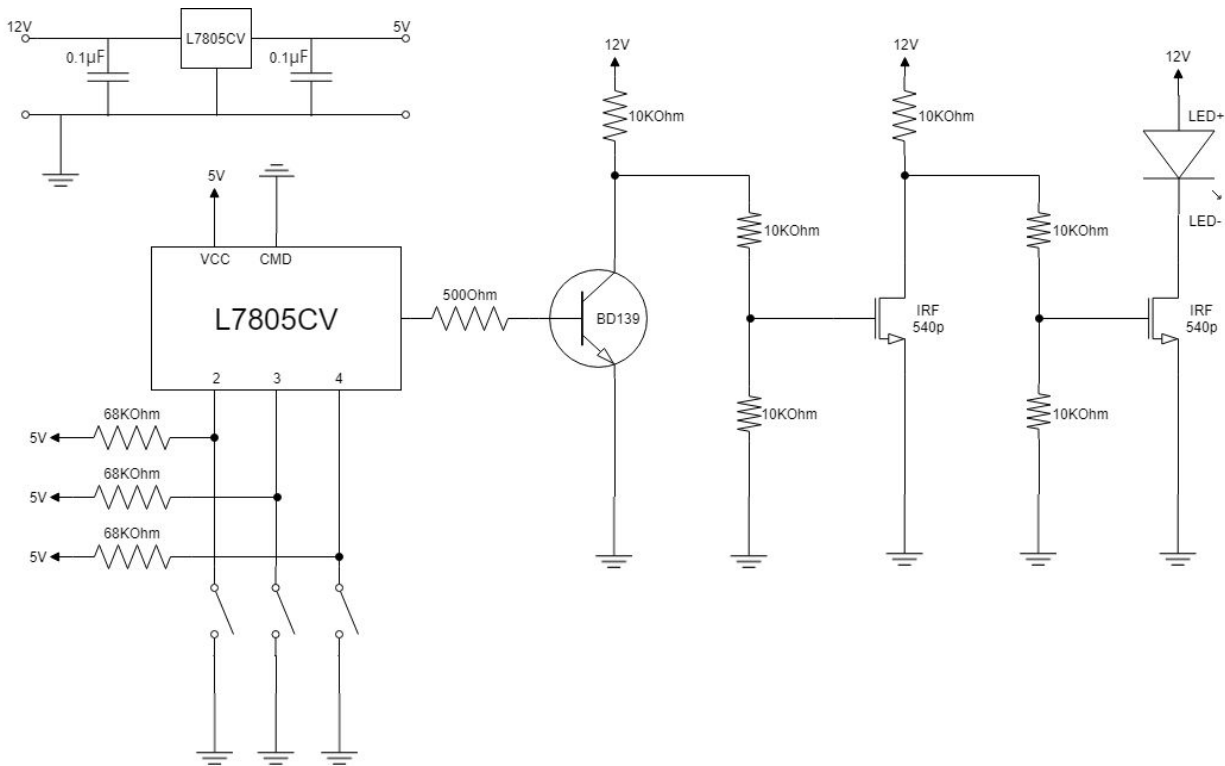 12V
L7805CV
5V
0.1µF
0.1µF
12V
10KOhm
12V
10KOhm
12V
LED+
LED-
5V
VCC
CMD
L7805CV
2
3
4
500Ohm
BD139
10KOhm
10KOhm
IRF
540p
10KOhm
10KOhm
IRF
540p
68KOhm
5V
68KOhm
5V
68KOhm
5V